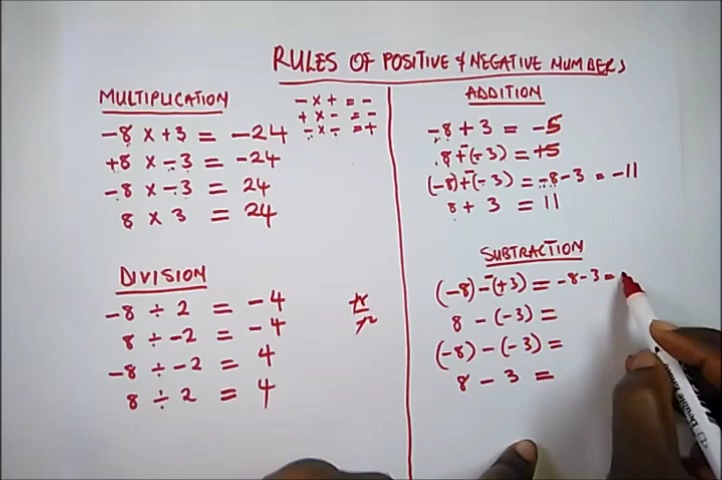 RULES OF POSITIVE & NEGATIVE NUMBERS
MULTIPLICATION
−8 × +3 = −24
+8 × −3 = −24
−8 × −3 = 24
8 × 3 = 24
− × + = −
+ × − = −
− × − = +
DIVISION
−8 ÷ 2 = −4
8 ÷ −2 = −4
−8 ÷ −2 = 4
8 ÷ 2 = 4
ADDITION
−8 + 3 = −5
8 + (−3) = +5
(−8) + (−3) = −8 − 3 = −11
8 + 3 = 11
SUBTRACTION
(−8) − (+3) = −8 − 3 =
8 − (−3) =
(−8) − (−3) =
8 − 3 =